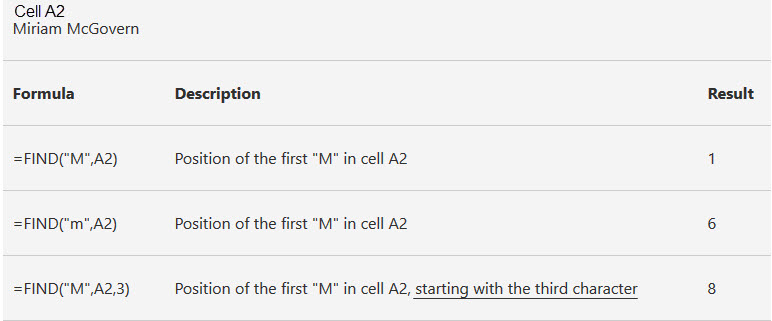 Cell A2
Miriam McGovern
Formula Description Result
=FIND("M",A2) Position of the first "M" in cell A2 1
=FIND("m",A2) Position of the first "M" in cell A2 6
=FIND("M",A2,3) Position of the first "M" in cell A2, starting with the third character 8